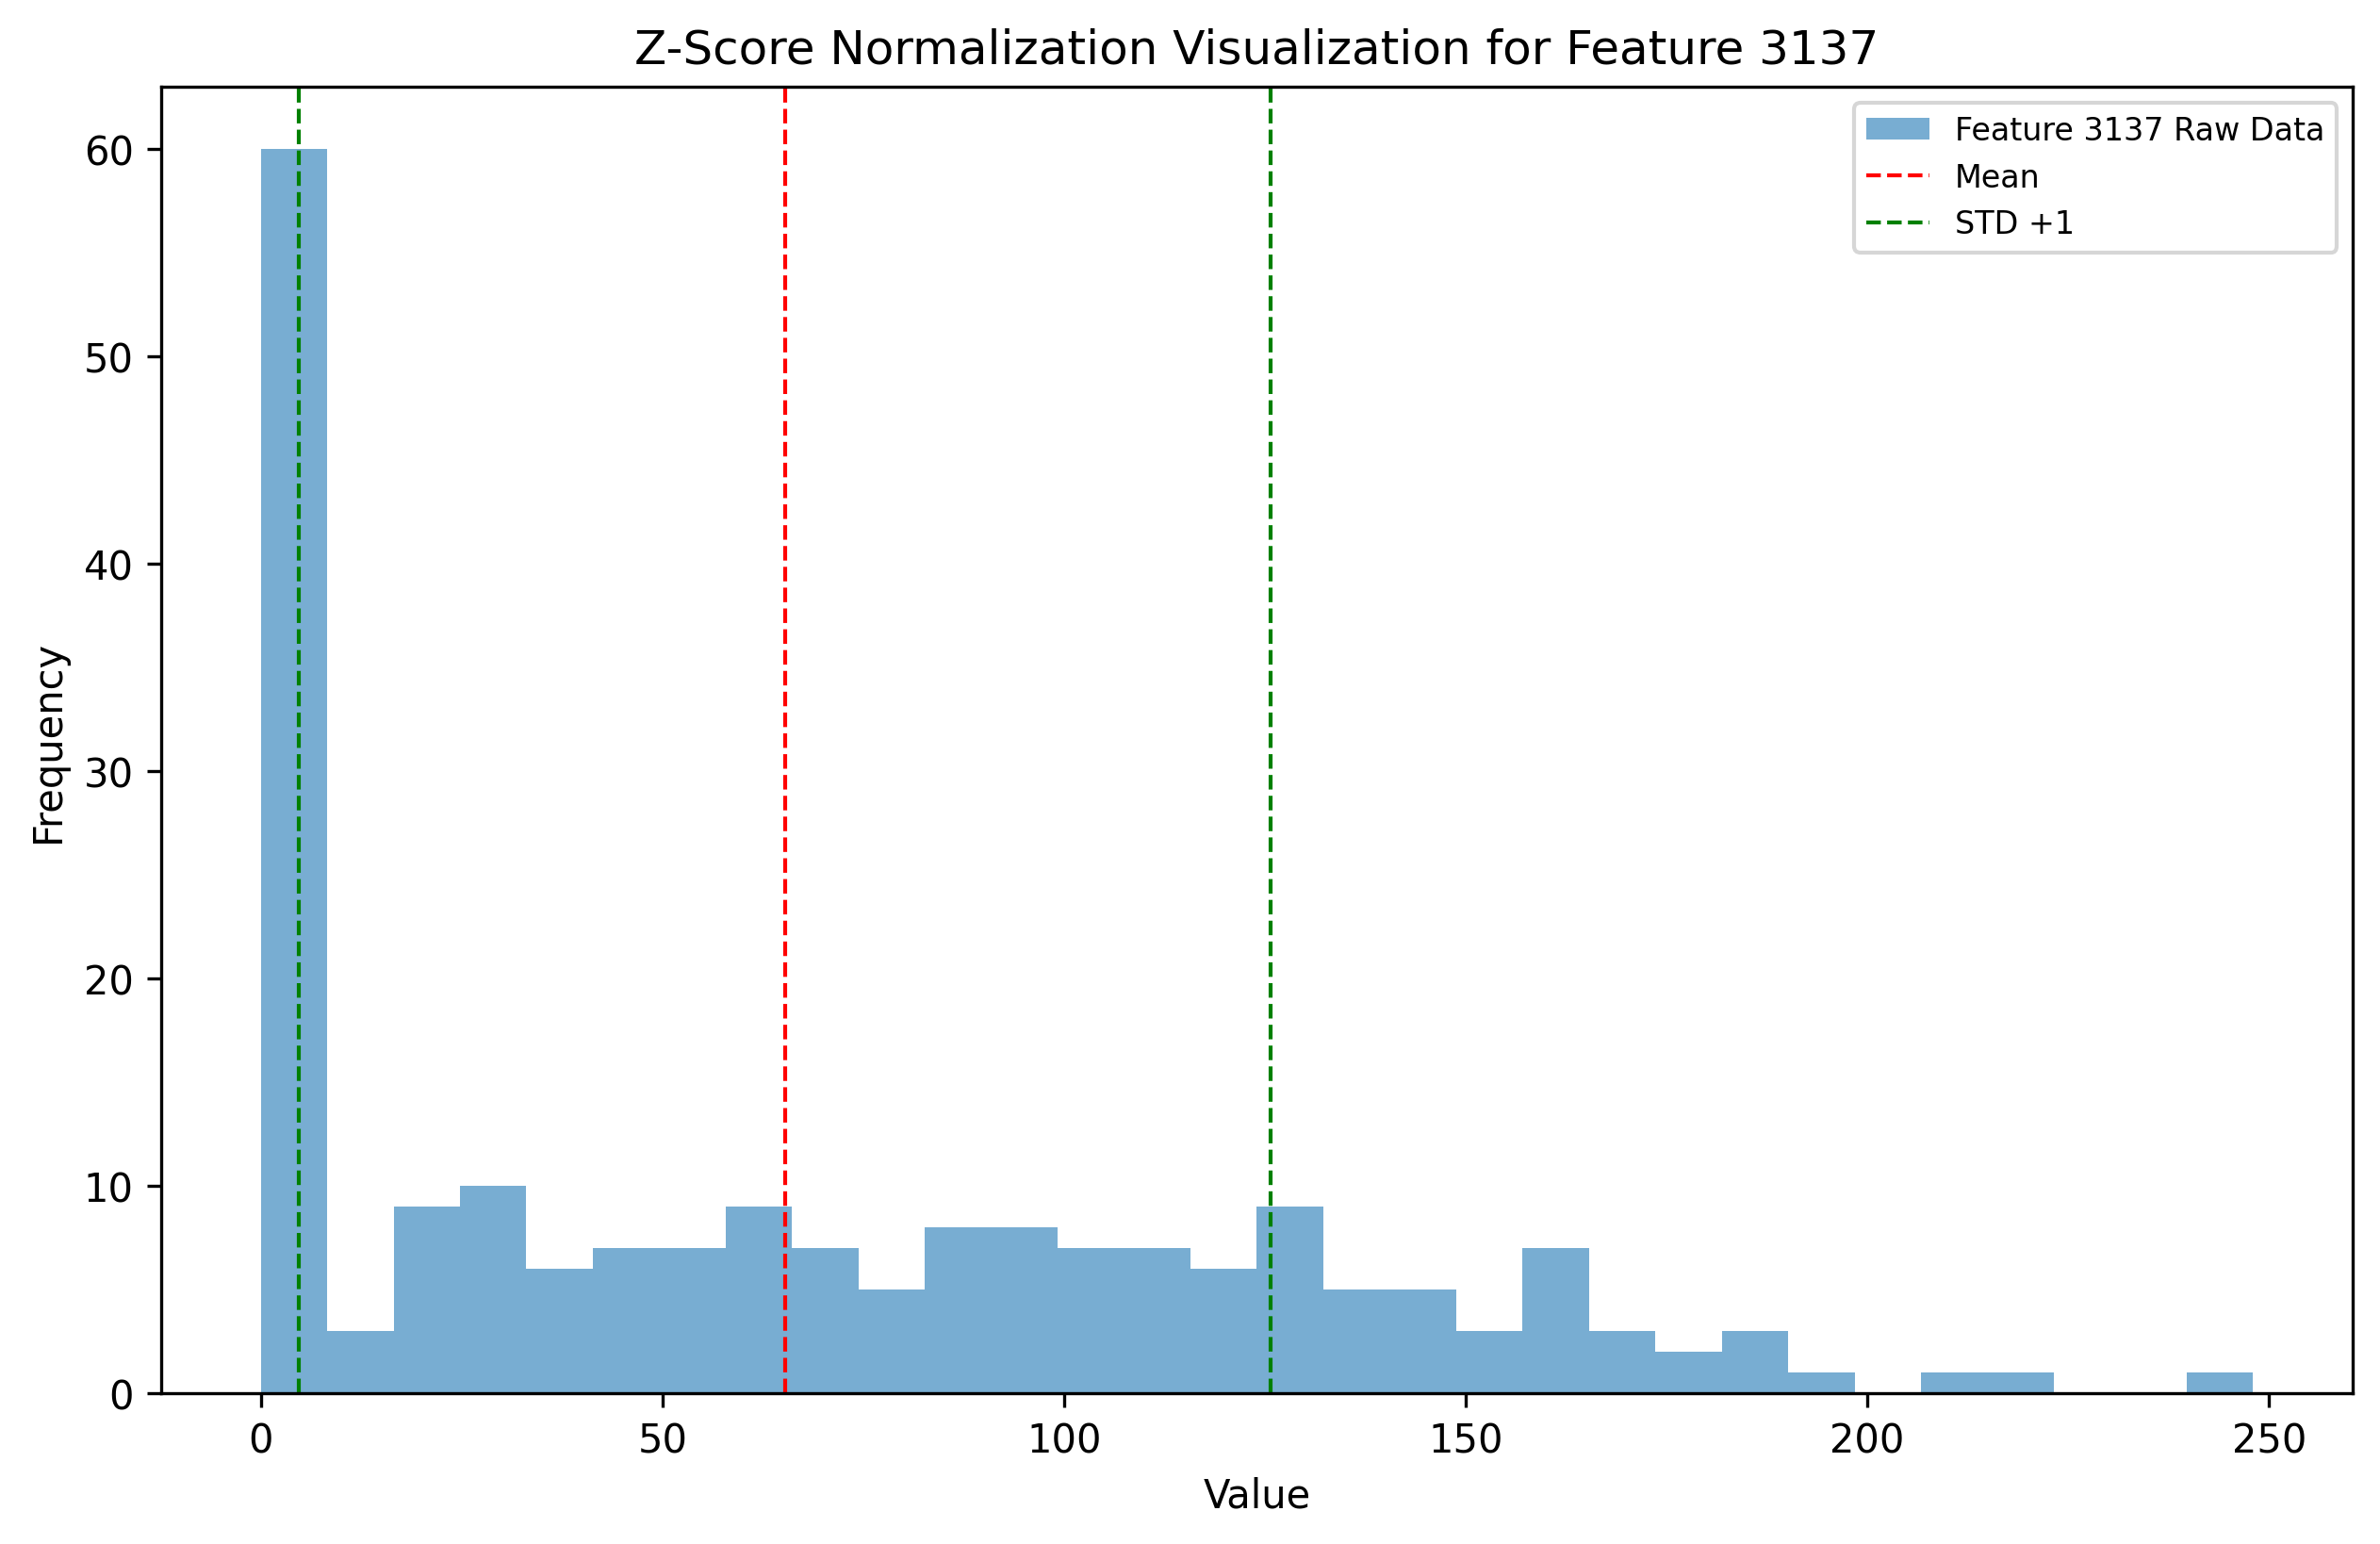 Z-Score Normalization Visualization for Feature 3137
Feature 3137 Raw Data
Mean
STD +1
60
50
40
30
20
10
0
Frequency
0 50 100 150 200 250
Value